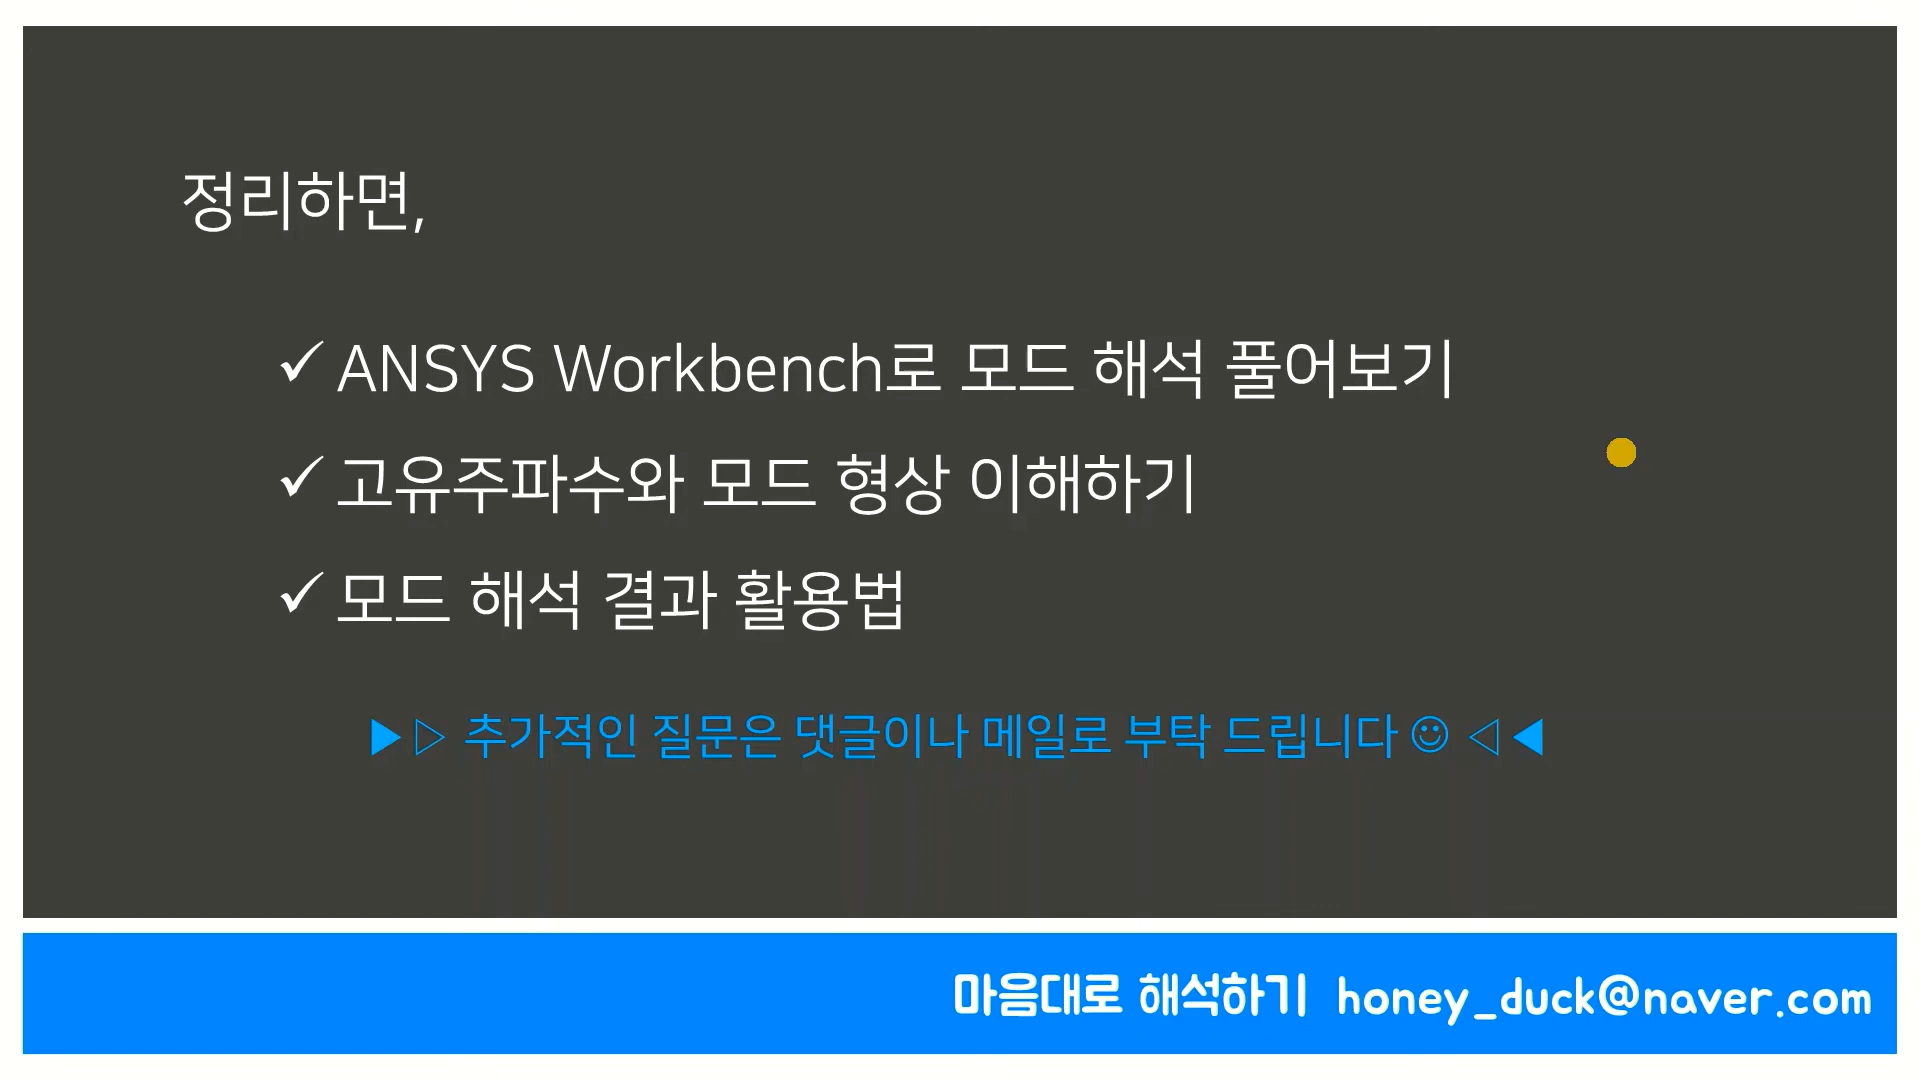 정리하면,
✓ ANSYS Workbench로 모드 해석 풀어보기
✓ 고유주파수와 모드 형상 이해하기
✓ 모드 해석 결과 활용법
▶▷ 추가적인 질문은 댓글이나 메일로 부탁 드립니다 ☺ ◁◀
마음대로 해석하기 honey_duck@naver.com